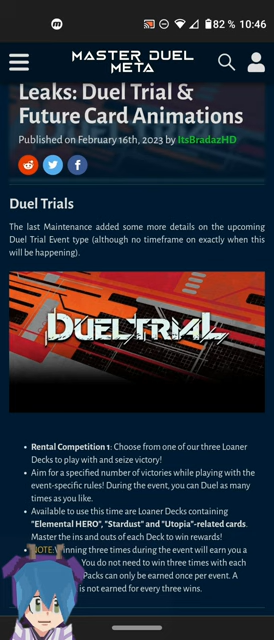 82 % 10:46
MASTER DUEL
META
Leaks: Duel Trial &
Future Card Animations
Published on February 16th, 2023 by ItsBradazHD
Duel Trials
The last Maintenance added some more details on the upcoming
Duel Trial Event type (although no timeframe on exactly when this
will be happening).
DUEL TRIAL
Rental Competition 1: Choose from one of our three Loaner
Decks to play with and seize victory!
Aim for a specified number of victories while playing with the
event-specific rules! During the event, you can Duel as many
times as you like.
Available to use this time are Loaner Decks containing
"Elemental HERO", "Stardust" and "Utopia"-related cards.
Master the ins and outs of each Deck to win rewards!
NOTE: Winning three times during the event will earn you a
You do not need to win three times with each
Packs can only be earned once per event. A
is not earned for every three wins.